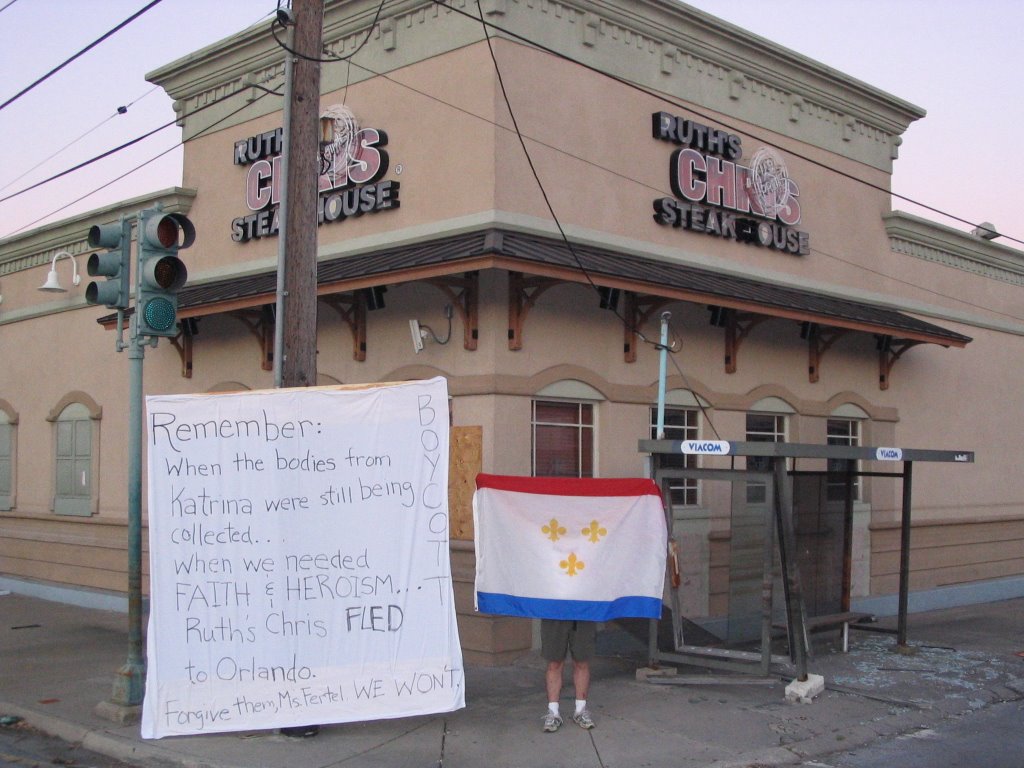 RUTH'S
CHRIS
STEAK HOUSE
®
RUTH'S
CHRIS
STEAK HOUSE
Remember:
When the bodies from
Katrina were still being
collected...
When we needed
FAITH & HEROISM...
Ruth's Chris FLED
to Orlando.
Forgive them, Ms. Fertel. WE WON'T.
BOYCOTT
VIACOM
VIACOM